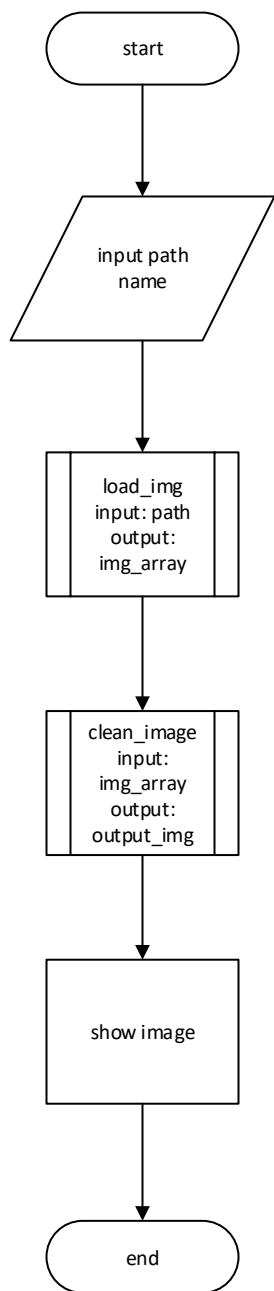 start
input path
name
load_img
input: path
output:
img_array
clean_image
input:
img_array
output:
output_img
show image
end